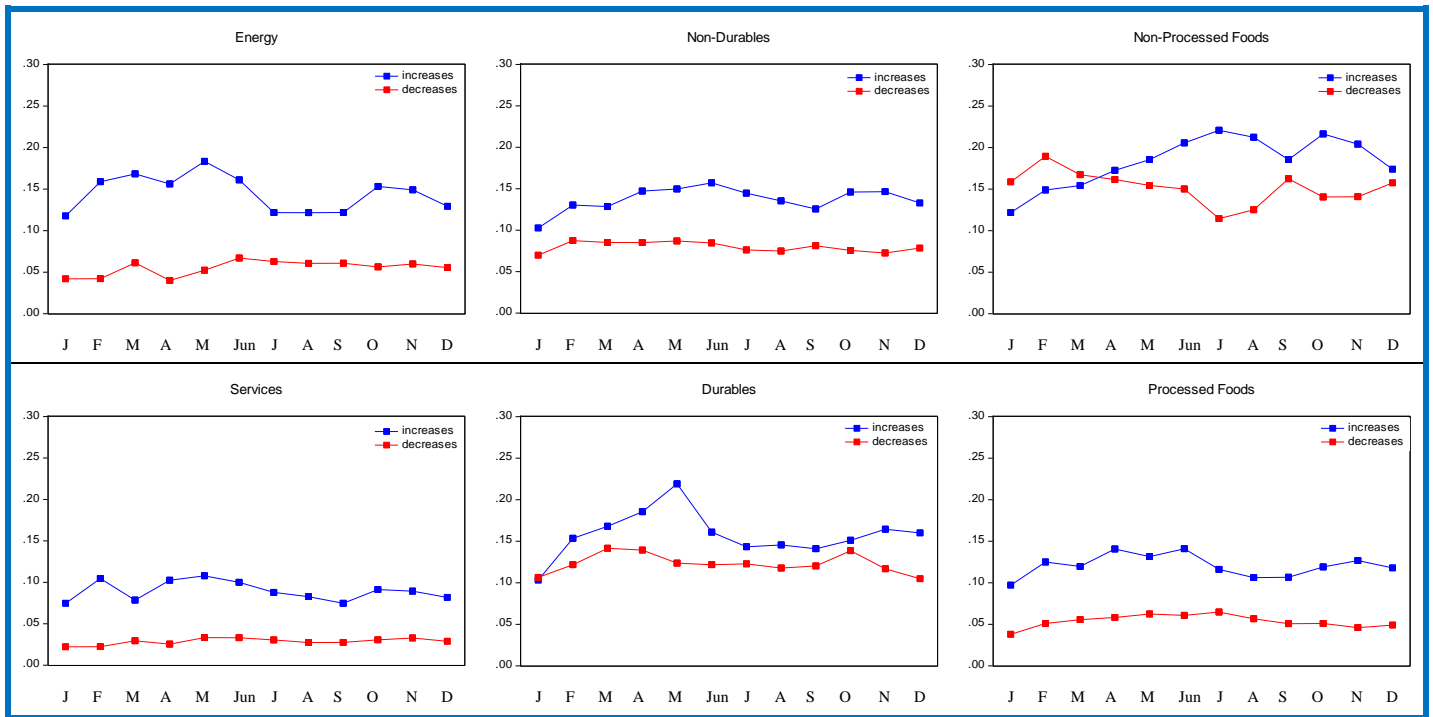 Energy
increases
decreases
.30
.25
.20
.15
.10
.05
.00
J F M A M Jun J A S O N D
Non-Durables
increases
decreases
.30
.25
.20
.15
.10
.05
.00
J F M A M Jun J A S O N D
Non-Processed Foods
increases
decreases
.30
.25
.20
.15
.10
.05
.00
J F M A M Jun J A S O N D
Services
increases
decreases
.30
.25
.20
.15
.10
.05
.00
J F M A M Jun J A S O N D
Durables
increases
decreases
.30
.25
.20
.15
.10
.05
.00
J F M A M Jun J A S O N D
Processed Foods
increases
decreases
.30
.25
.20
.15
.10
.05
.00
J F M A M Jun J A S O N D